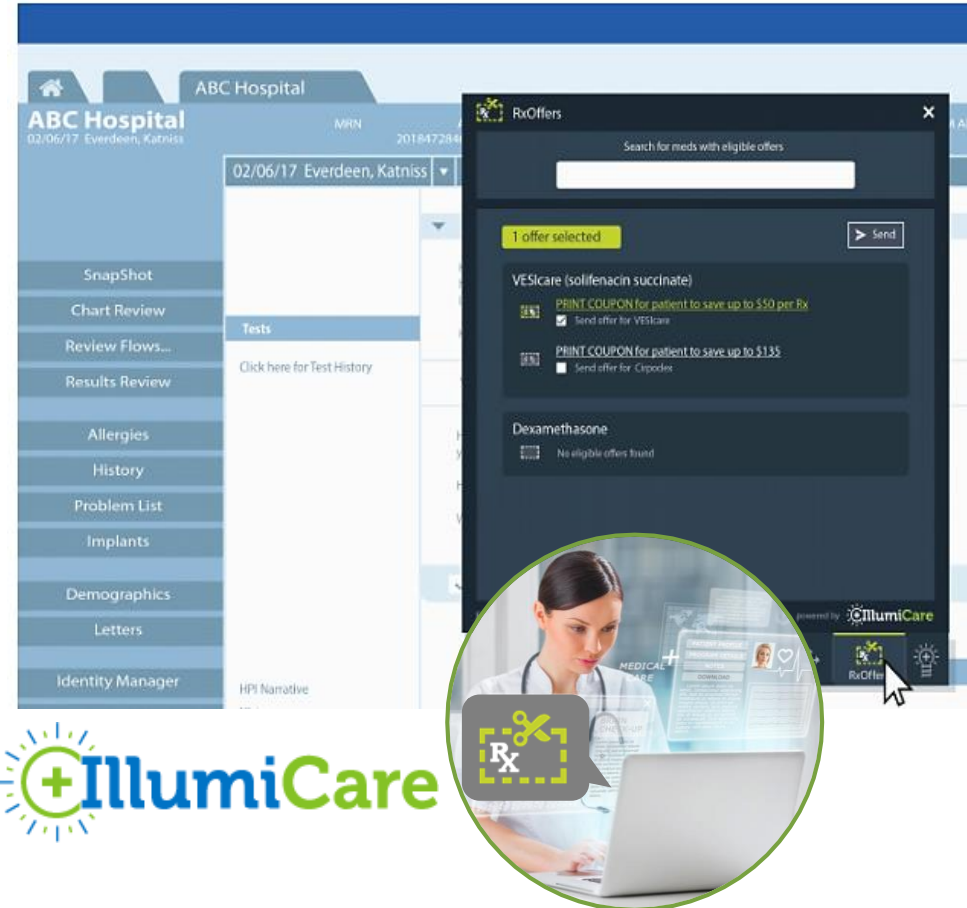 ABC Hospital
ABC Hospital
02/06/17 Everdeen, Katniss
MRN
02/06/17 Everdeen, Katniss
SnapShot
Chart Review
Review Flows...
Results Review
Allergies
History
Problem List
Implants
Demographics
Letters
Identity Manager
Tests
Click here for Test History
HPI Narrative
RxOffers
Search for meds with eligible offers
1 offer selected
Send
VESIcare (solifenacin succinate)
PRINT COUPON for patient to save up to $50 per Rx
Send offer for VESIcare
PRINT COUPON for patient to save up to $135
Send offer for Cirpodex
Dexamethasone
No eligible offers found
powered by IllumiCare
RxOffers
MEDICAL
CARE
DOWNLOAD
Rx
IllumiCare